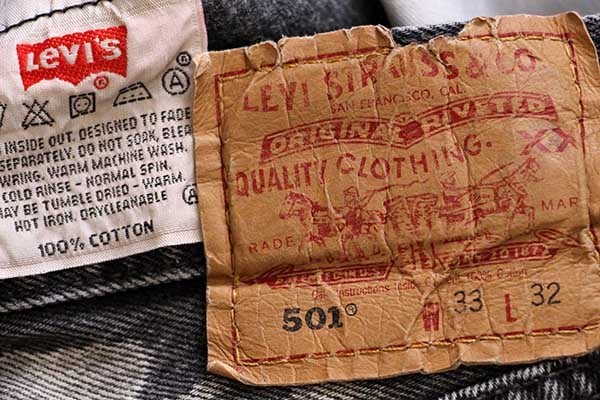 LEVI'S
®
INSIDE OUT. DESIGNED TO FADE
SEPARATELY. DO NOT SOAK, BLEA
WRING. WARM MACHINE WASH.
COLD RINSE - NORMAL SPIN.
MAY BE TUMBLE DRIED - WARM.
HOT IRON. DRYCLEANABLE Ⓐ
100% COTTON
LEVI STRAUSS & CO
SAN FRANCISCO, CAL.
ORIGINAL RIVETED
QUALITY CLOTHING.
XX
TRADE MAR
501® W 33 L 32